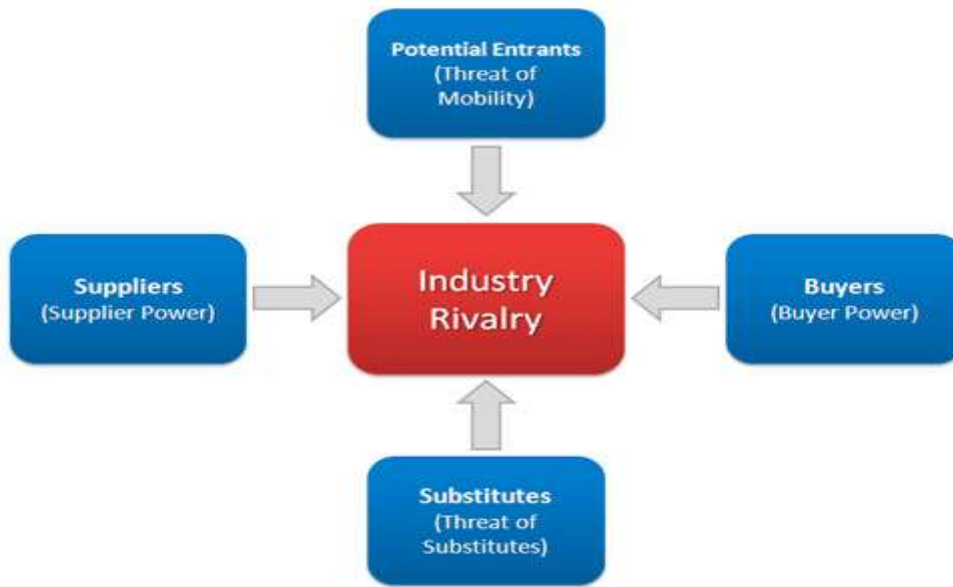 Potential Entrants
(Threat of
Mobility)
Suppliers
(Supplier Power)
Industry
Rivalry
Buyers
(Buyer Power)
Substitutes
(Threat of
Substitutes)